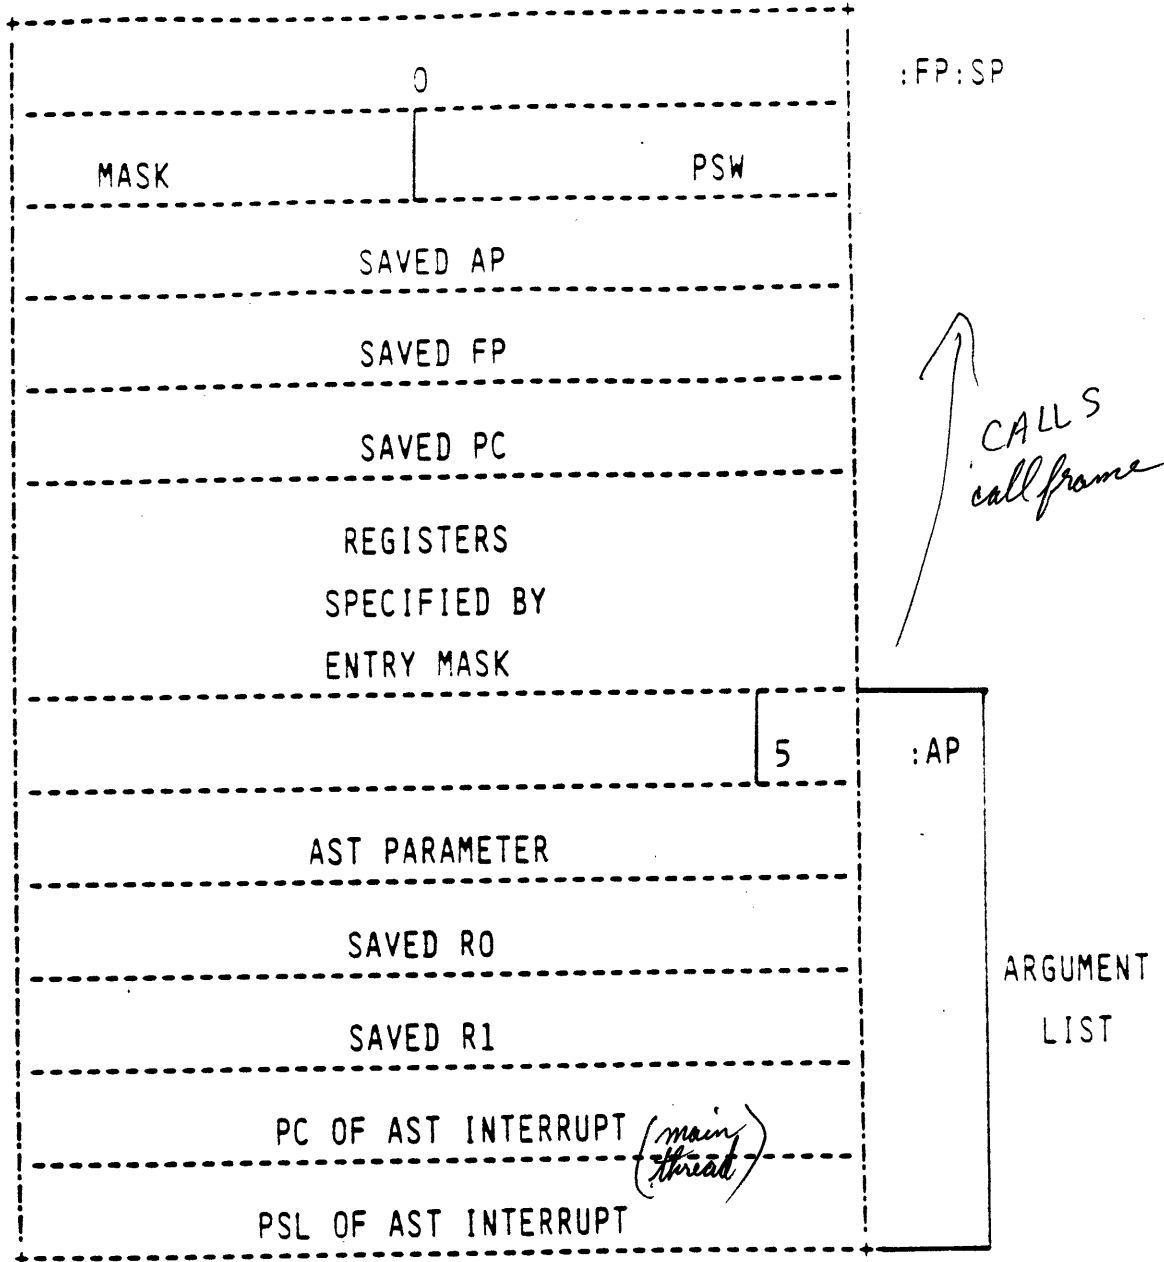 0 :FP:SP
MASK PSW
SAVED AP
SAVED FP
SAVED PC
CALLS
call frame
REGISTERS
SPECIFIED BY
ENTRY MASK
5 :AP
AST PARAMETER
SAVED R0
ARGUMENT
LIST
SAVED R1
PC OF AST INTERRUPT (main
thread)
PSL OF AST INTERRUPT